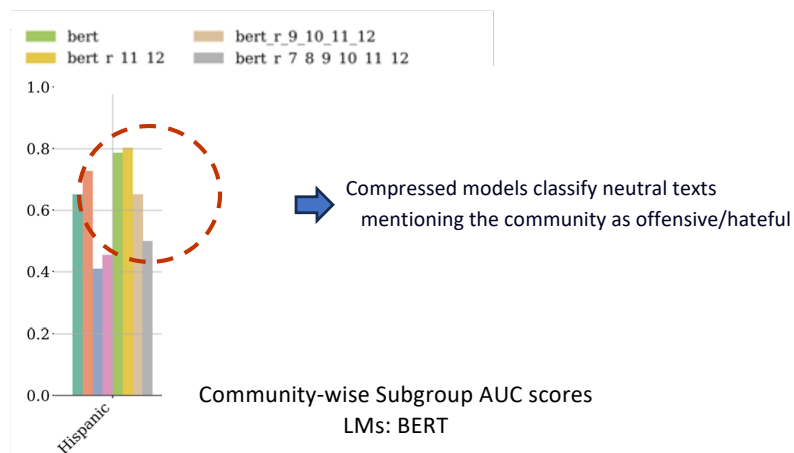 bert bert_r_9_10_11_12
bert r 11 12 bert r 7 8 9 10 11 12
1.0
0.8
0.6
0.4
0.2
0.0
Hispanic
Compressed models classify neutral texts
mentioning the community as offensive/hateful
Community-wise Subgroup AUC scores
LMs: BERT